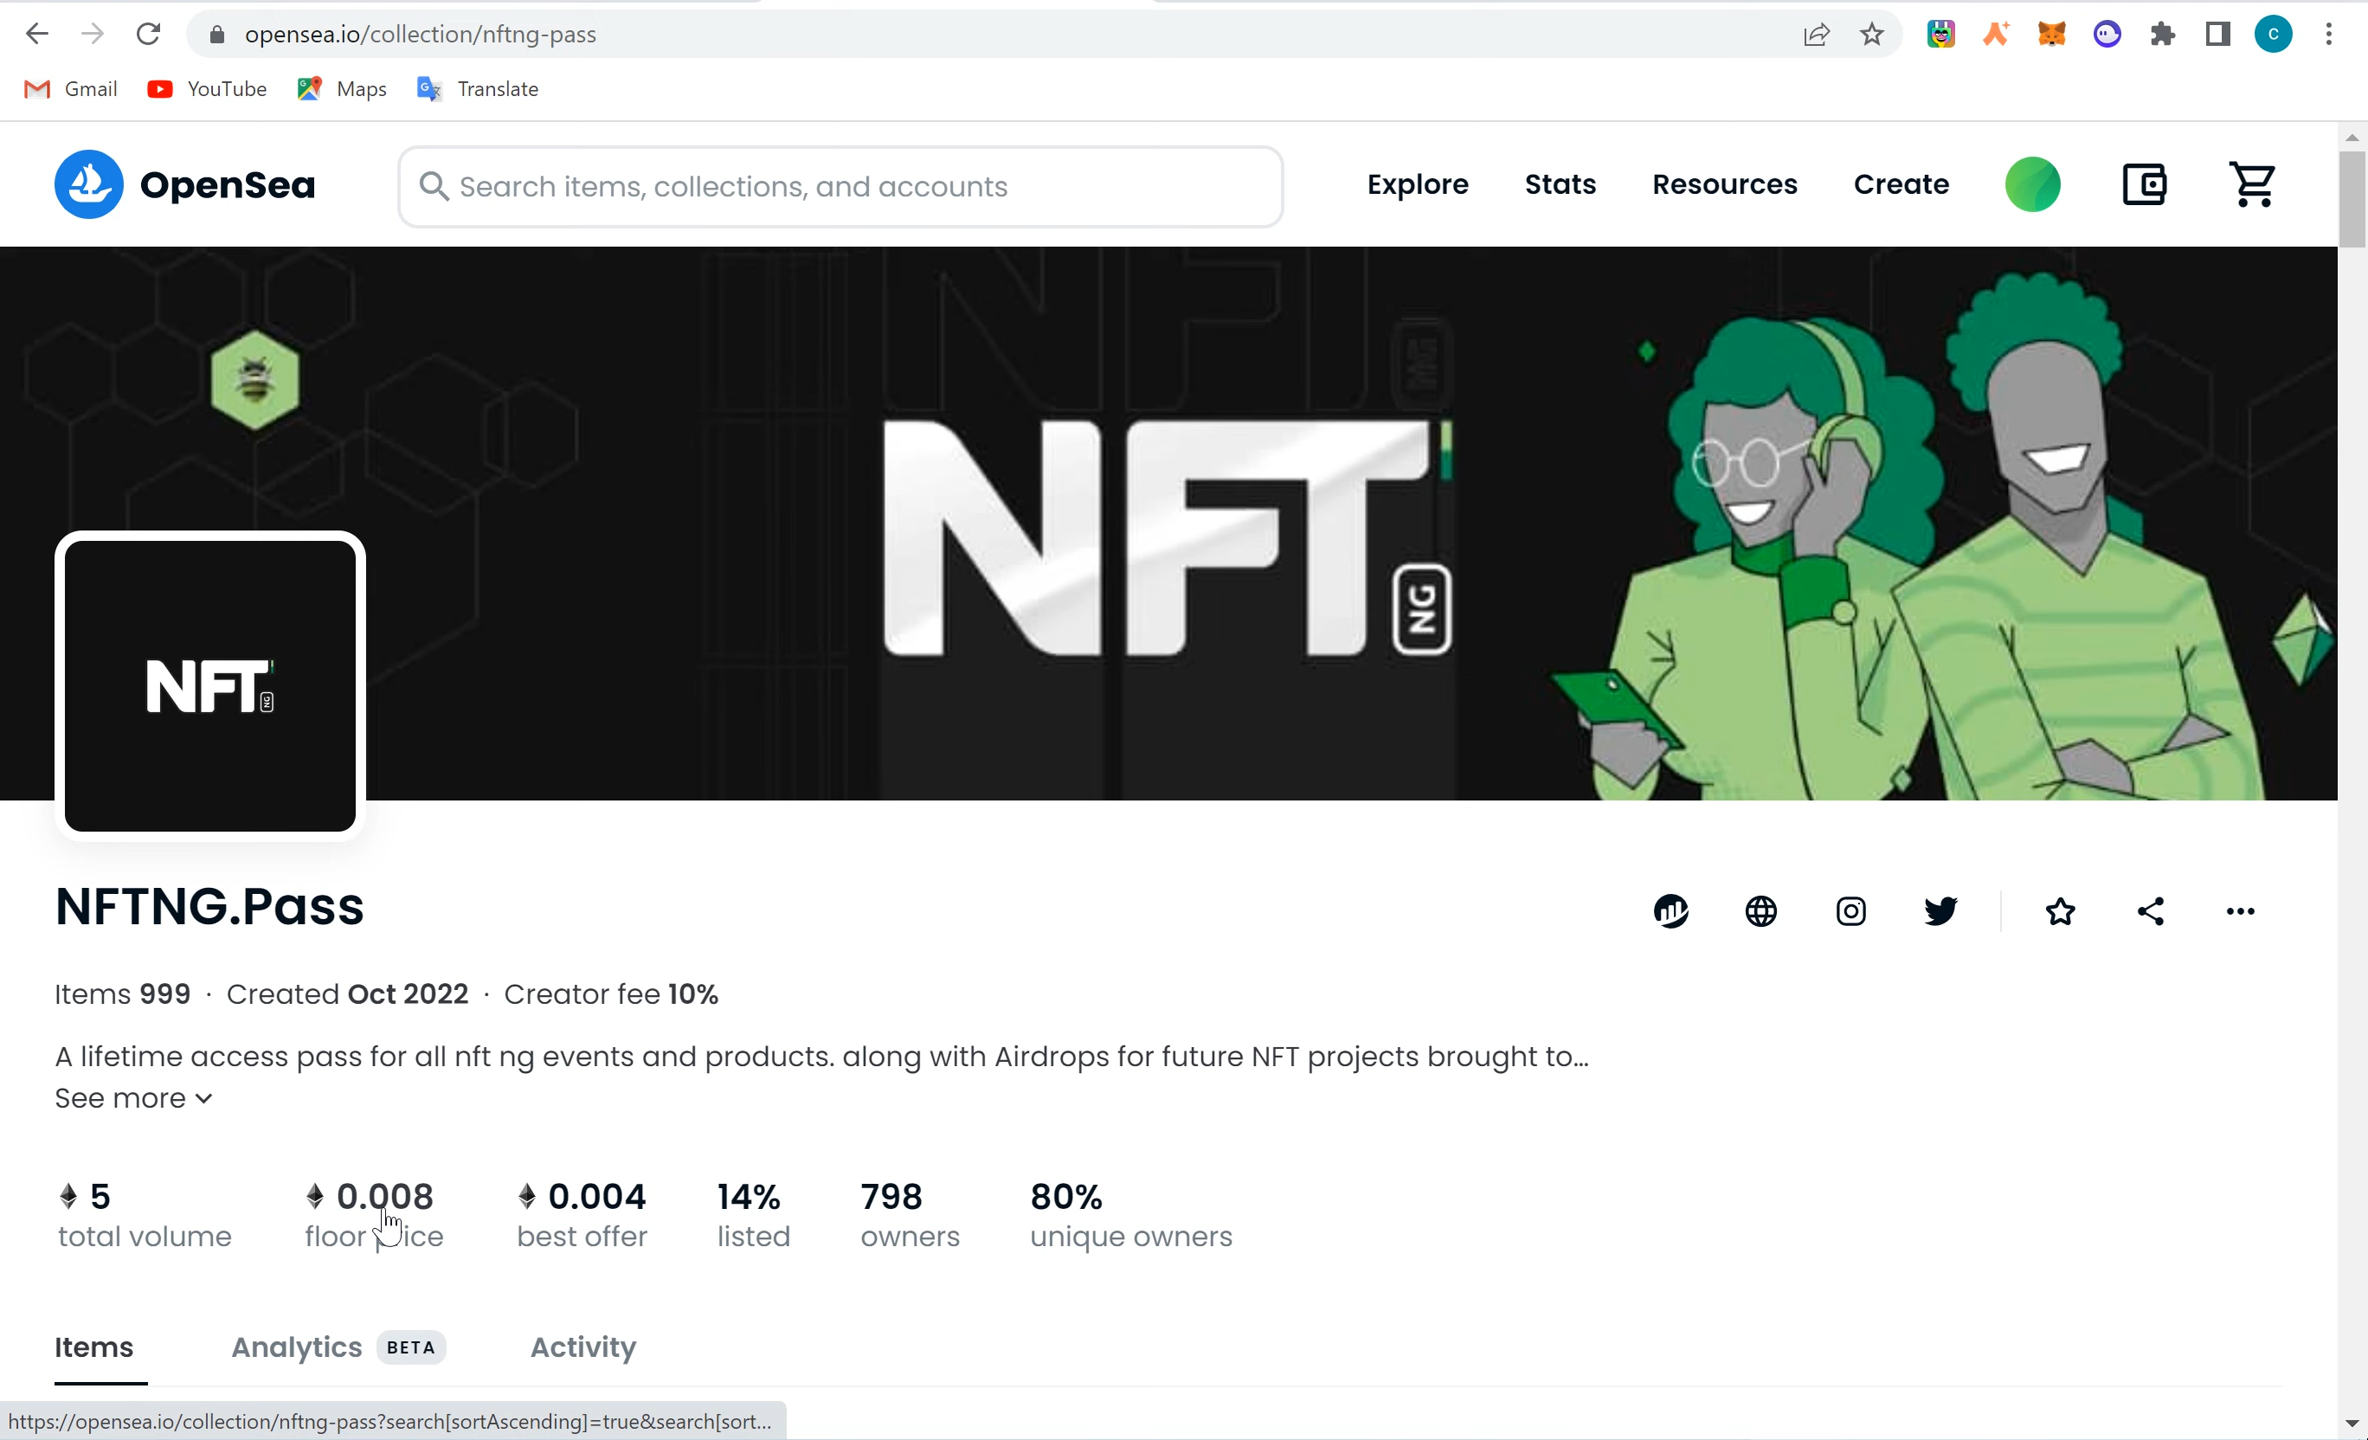 opensea.io/collection/nftng-pass
C
Gmail YouTube Maps Translate
OpenSea Search items, collections, and accounts Explore Stats Resources Create
NFT NG
NFT NG
NFTNG.Pass
Items 999 · Created Oct 2022 · Creator fee 10%
A lifetime access pass for all nft ng events and products. along with Airdrops for future NFT projects brought to...
See more
5 0.008 0.004 14% 798 80%
total volume floor price best offer listed owners unique owners
Items Analytics BETA Activity
https://opensea.io/collection/nftng-pass?search[sortAscending]=true&search[sort...